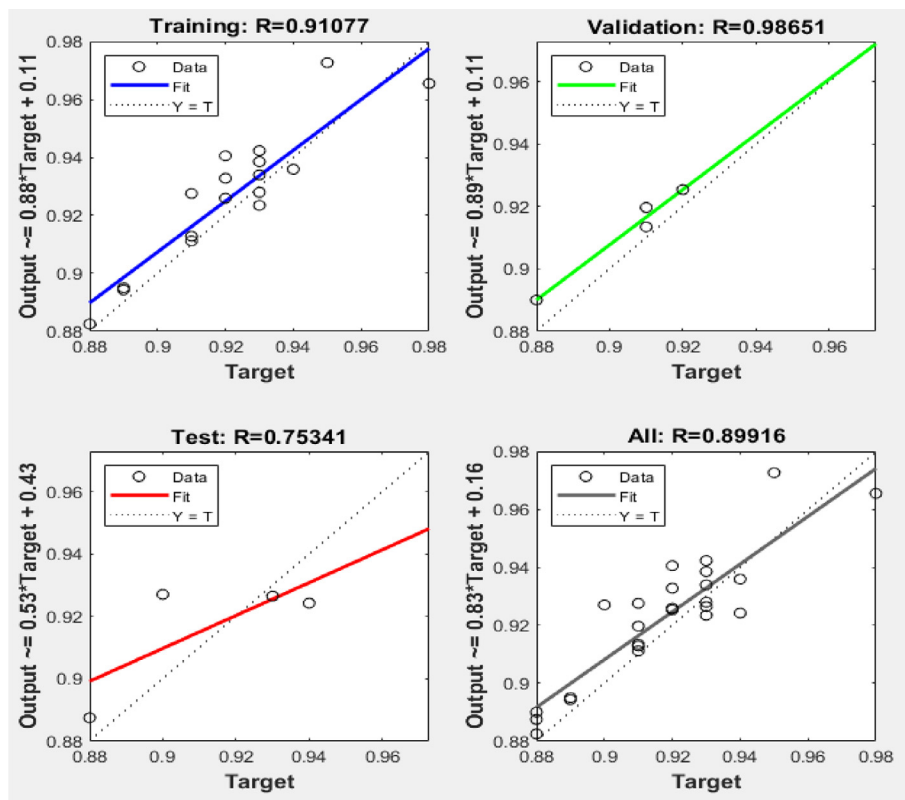 Training: R=0.91077
Output ~= 0.88*Target + 0.11
0.98
0.96
0.94
0.92
0.9
0.88
Data
Fit
Y = T
0.88
0.9
0.92
0.94
0.96
0.98
Target
Validation: R=0.98651
Output ~= 0.89*Target + 0.11
0.96
0.94
0.92
0.9
0.88
Data
Fit
Y = T
0.88
0.9
0.92
0.94
0.96
Target
Test: R=0.75341
Output ~= 0.53*Target + 0.43
0.96
0.94
0.92
0.9
0.88
Data
Fit
Y = T
0.88
0.9
0.92
0.94
0.96
Target
All: R=0.89916
Output ~= 0.83*Target + 0.16
0.98
0.96
0.94
0.92
0.9
0.88
Data
Fit
Y = T
0.88
0.9
0.92
0.94
0.96
0.98
Target